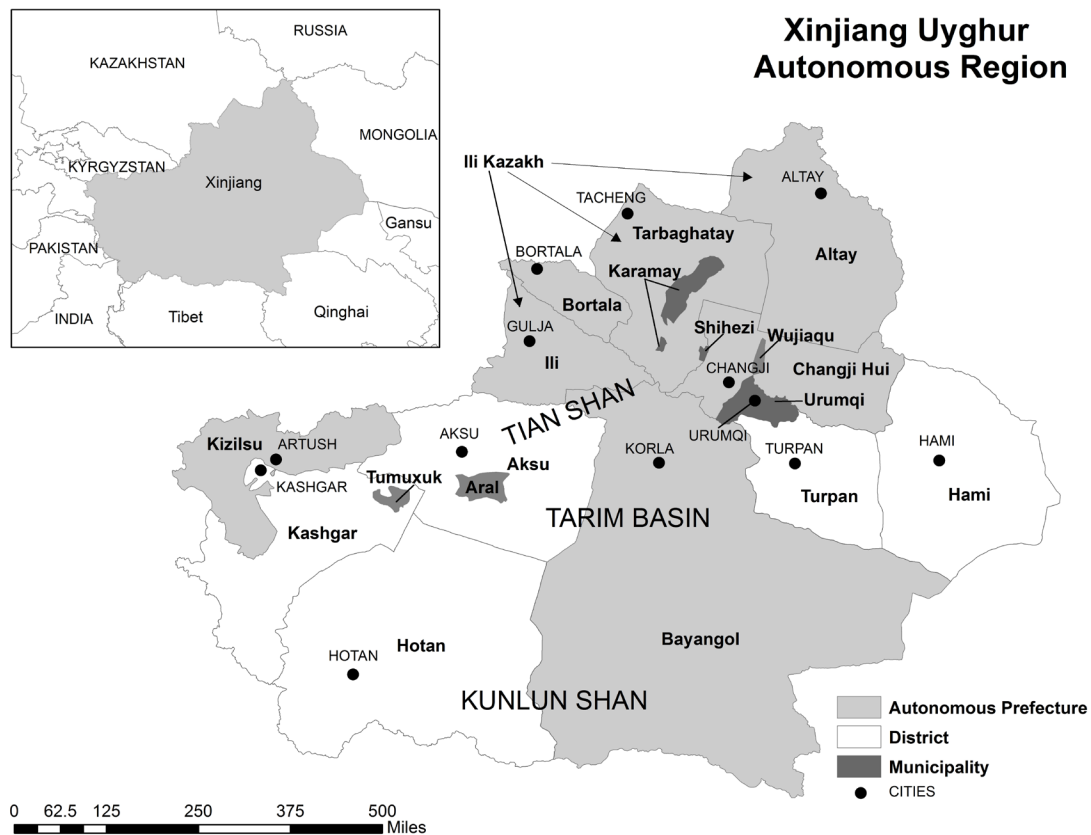 Xinjiang Uyghur
Autonomous Region
RUSSIA
KAZAKHSTAN
MONGOLIA
KYRGYZSTAN
Xinjiang
Gansu
PAKISTAN
INDIA
Tibet
Qinghai
Ili Kazakh
ALTAY
TACHENG
Tarbaghatay
Altay
BORTALA
Karamay
Bortala
GULJA
Shihezi
Wujiaqu
Ili
CHANGJI
Changji Hui
Urumqi
TIAN SHAN
URUMQI
Kizilsu
ARTUSH
AKSU
KORLA
TURPAN
HAMI
Aksu
Tumuxuk
KASHGAR
Aral
Turpan
Hami
Kashgar
TARIM BASIN
Bayangol
Hotan
HOTAN
KUNLUN SHAN
Autonomous Prefecture
District
Municipality
CITIES
0 62.5 125 250 375 500
Miles